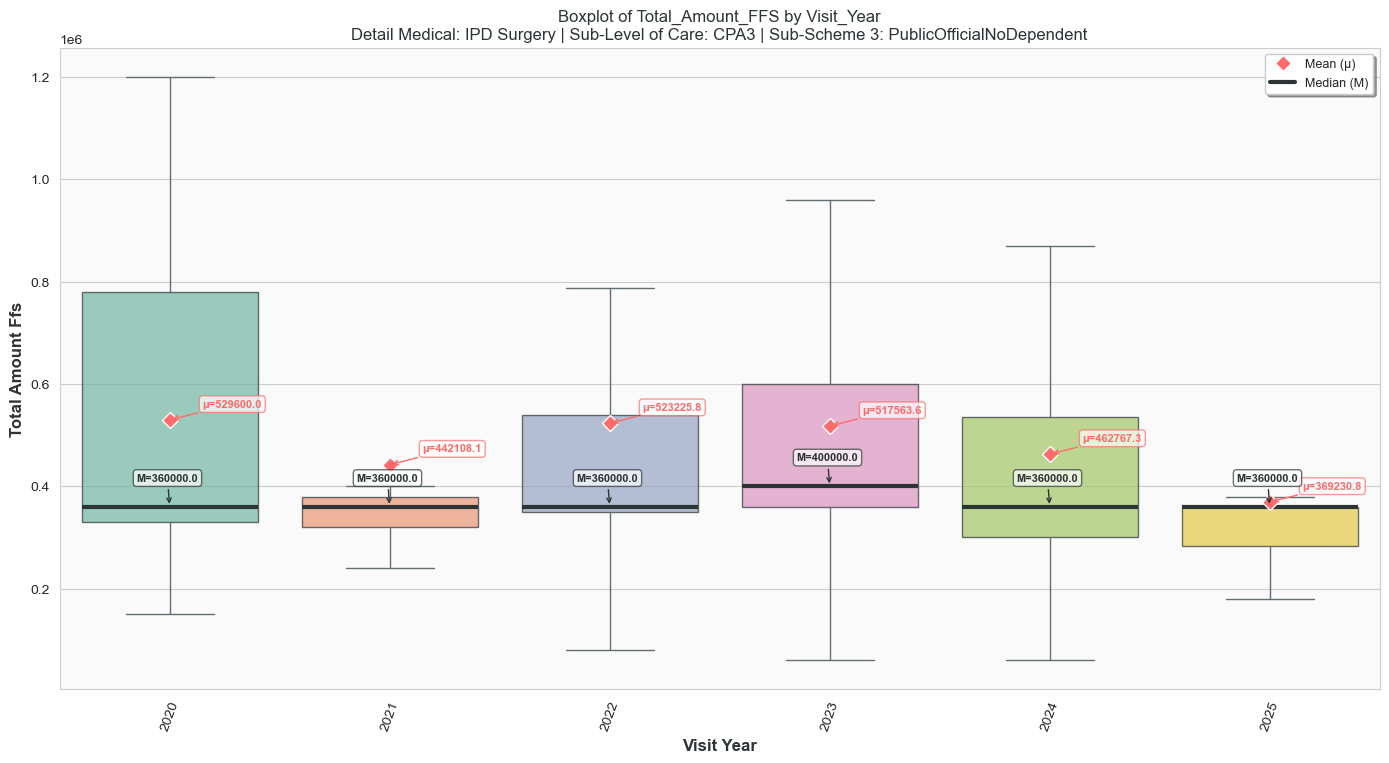 Boxplot of Total_Amount_FFS by Visit_Year
Detail Medical: IPD Surgery | Sub-Level of Care: CPA3 | Sub-Scheme 3: PublicOfficialNoDependent
1e6
Mean (μ)
Median (M)
1.2
1.0
0.8
0.6
0.4
0.2
Total Amount Ffs
μ=529600.0
M=360000.0
μ=442108.1
M=360000.0
μ=523225.8
M=360000.0
μ=517563.6
M=400000.0
μ=462767.3
M=360000.0
μ=369230.8
M=360000.0
2020
2021
2022
2023
2024
2025
Visit Year